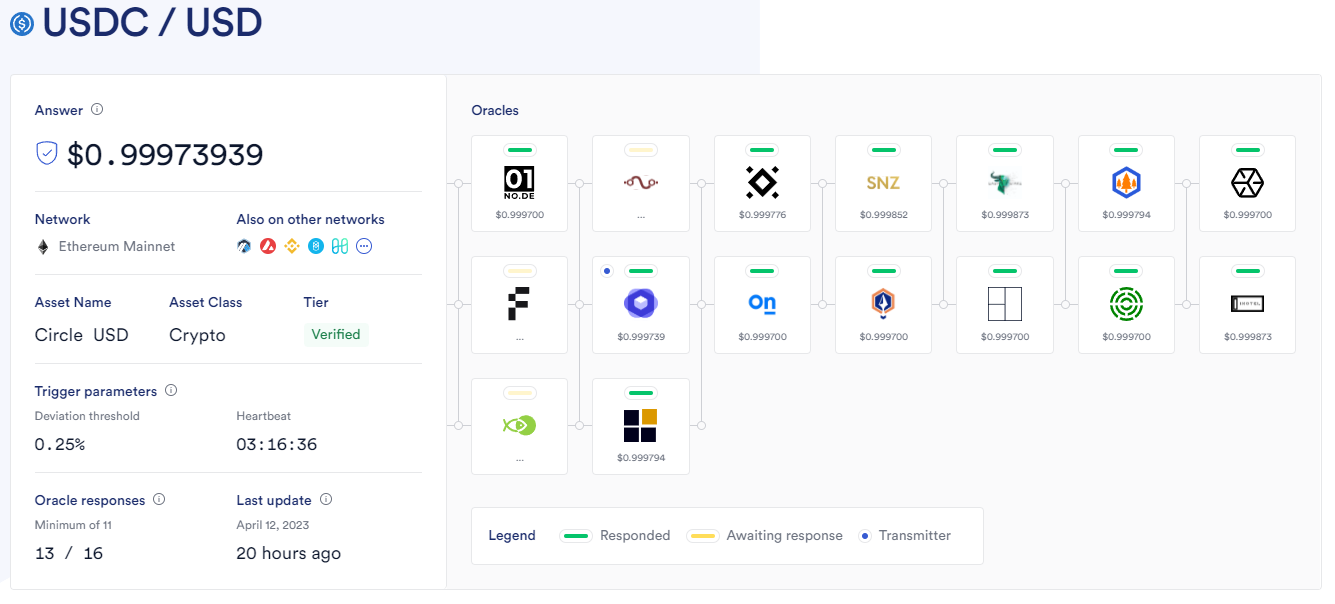 USDC / USD
Answer
$0.99973939
Network
Also on other networks
Ethereum Mainnet
Asset Name
Asset Class
Tier
Circle USD
Crypto
Verified
Trigger parameters
Deviation threshold
Heartbeat
0.25%
03:16:36
Oracle responses
Last update
Minimum of 11
April 12, 2023
13 / 16
20 hours ago
Oracles
01
NO.DE
$0.999700
...
$0.999776
SNZ
$0.999852
$0.999873
$0.999794
$0.999700
...
$0.999739
on
$0.999700
$0.999700
$0.999700
$0.999700
$0.999873
...
$0.999794
Legend
Responded
Awaiting response
Transmitter